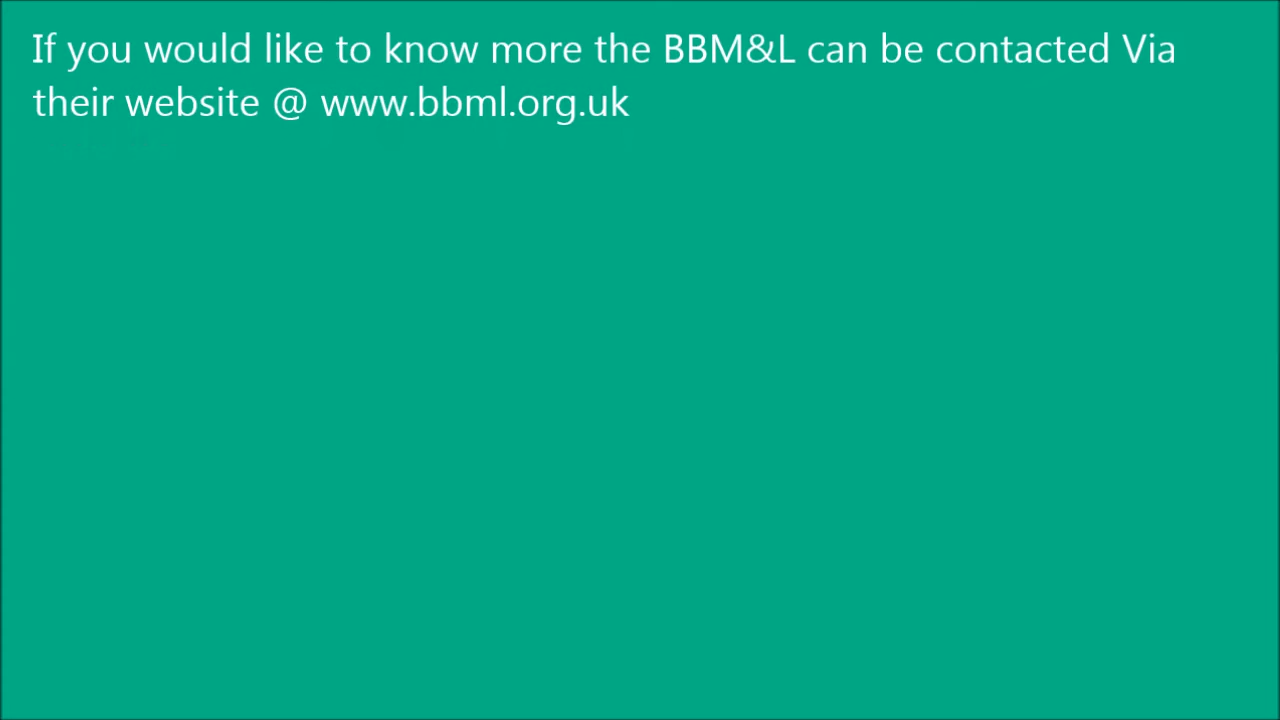 If you would like to know more the BBM&L can be contacted Via
their website @ www.bbml.org.uk